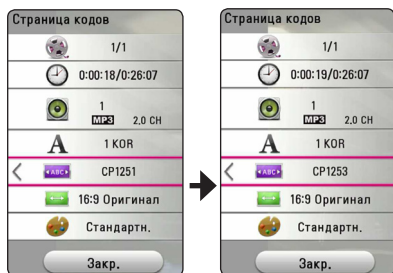 Страница кодов
1/1
0:00:18/0:26:07
1
MP3 2,0 CH
A 1 KOR
ABC CP1251
16:9 Оригинал
Стандартн.
Закр.
Страница кодов
1/1
0:00:19/0:26:07
1
MP3 2,0 CH
A 1 KOR
ABC CP1253
16:9 Оригинал
Стандартн.
Закр.